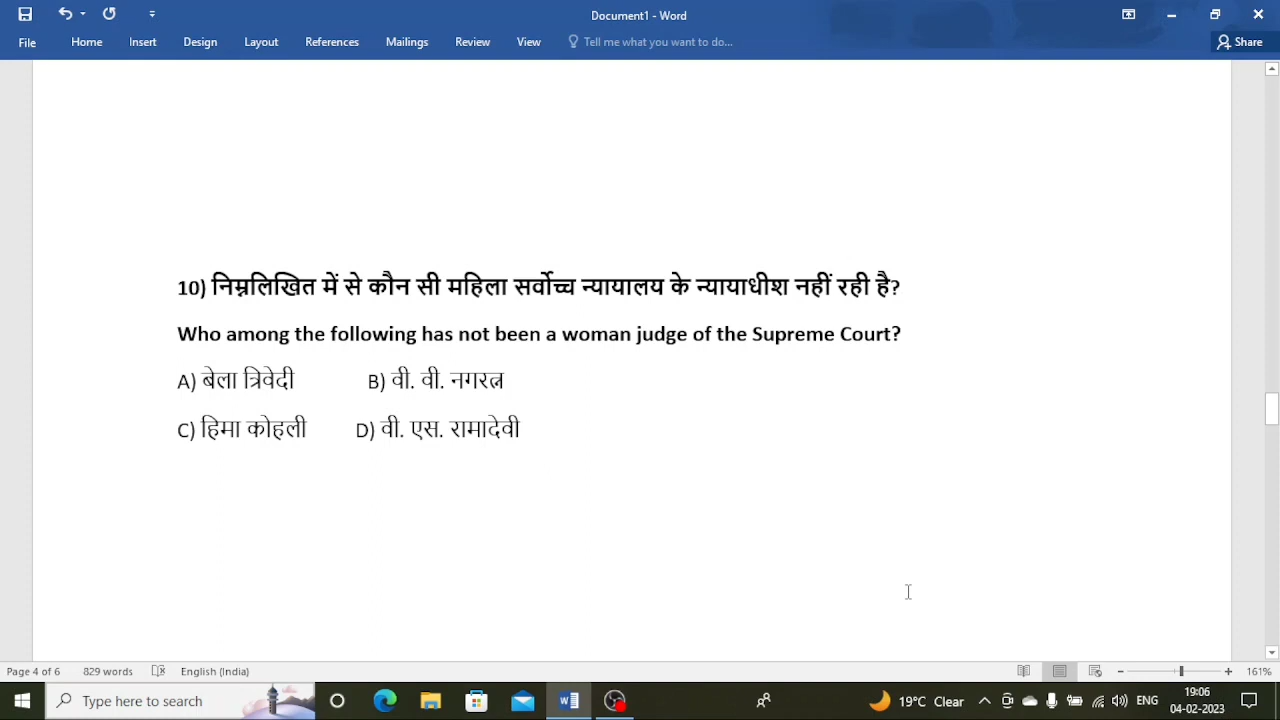 Document1 - Word
File Home Insert Design Layout References Mailings Review View Tell me what you want to do... Share
10) निम्नलिखित में से कौन सी महिला सर्वोच्च न्यायालय के न्यायाधीश नहीं रही है?
Who among the following has not been a woman judge of the Supreme Court?
A) बेला त्रिवेदी B) वी. वी. नगरत्न
C) हिमा कोहली D) वी. एस. रामादेवी
Page 4 of 6 829 words English (India) 161%
Type here to search 19°C Clear ENG 19:06
04-02-2023